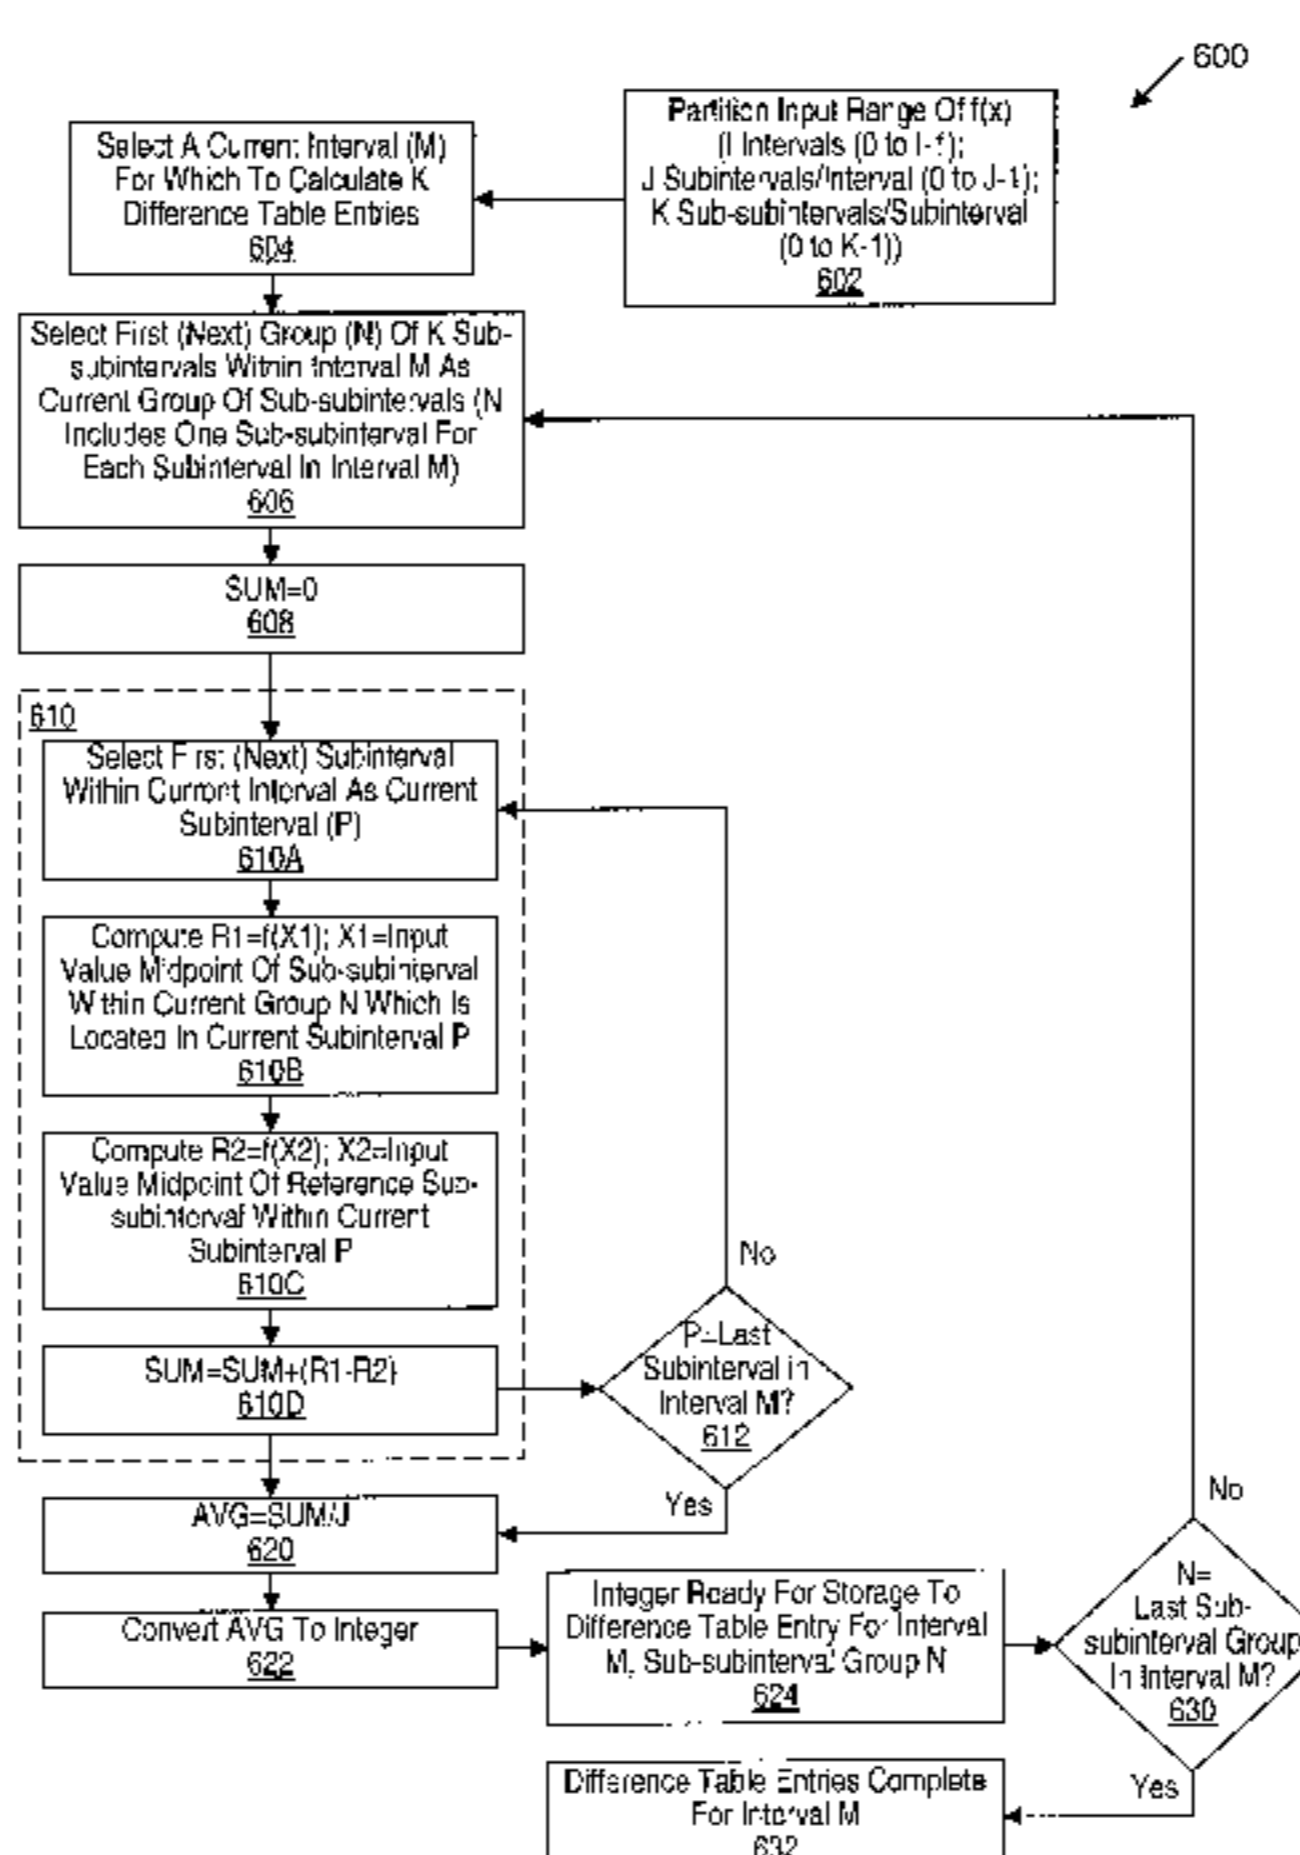 600
Partition Input Range Of f(x)
(I Intervals (0 to I-1);
J Subintervals/Interval (0 to J-1);
K Sub-subintervals/Subinterval
(0 to K-1))
602
Select A Current Interval (M)
For Which To Calculate K
Difference Table Entries
604
Select First (Next) Group (N) Of K Sub-
subintervals Within Interval M As
Current Group Of Sub-subintervals (N
Includes One Sub-subinterval For
Each Subinterval In Interval M)
606
SUM=0
608
610
Select First (Next) Subinterval
Within Current Interval As Current
Subinterval (P)
610A
Compute R1=f(X1); X1=Input
Value Midpoint Of Sub-subinterval
Within Current Group N Which Is
Located In Current Subinterval P
610B
Compute R2=f(X2); X2=Input
Value Midpoint Of Reference Sub-
subinterval Within Current
Subinterval P
610C
SUM=SUM+(R1-R2)
610D
No
P=Last
Subinterval in
Interval M?
612
Yes
AVG=SUM/J
620
Convert AVG To Integer
622
Integer Ready For Storage To
Difference Table Entry For Interval
M, Sub-subinterval Group N
624
No
N=
Last Sub-
subinterval Group
In Interval M?
630
Yes
Difference Table Entries Complete
For Interval M
632